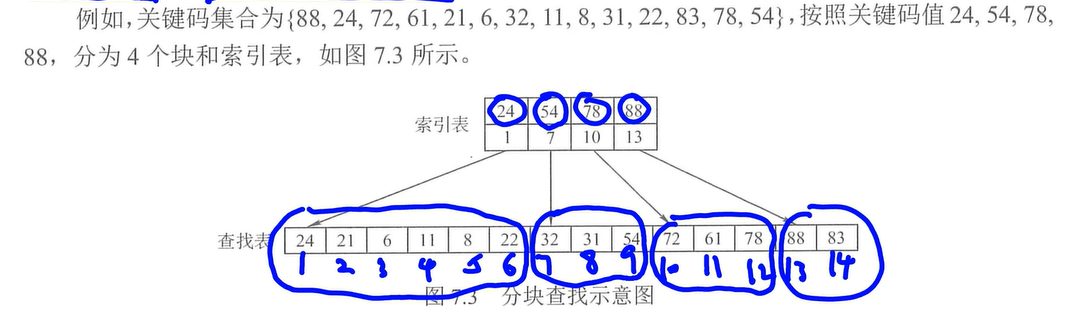 例如,关键码集合为{88, 24, 72, 61, 21, 6, 32, 11, 8, 31, 22, 83, 78, 54},按照关键码值 24, 54, 78,
88，分为 4 个块和索引表，如图 7.3 所示。
索引表 24 54 78 88
1 7 10 13
查找表 24 21 6 11 8 22 32 31 54 72 61 78 88 83
1 2 3 4 5 6 7 8 9 10 11 12 13 14
图 7.3 分块查找示意图